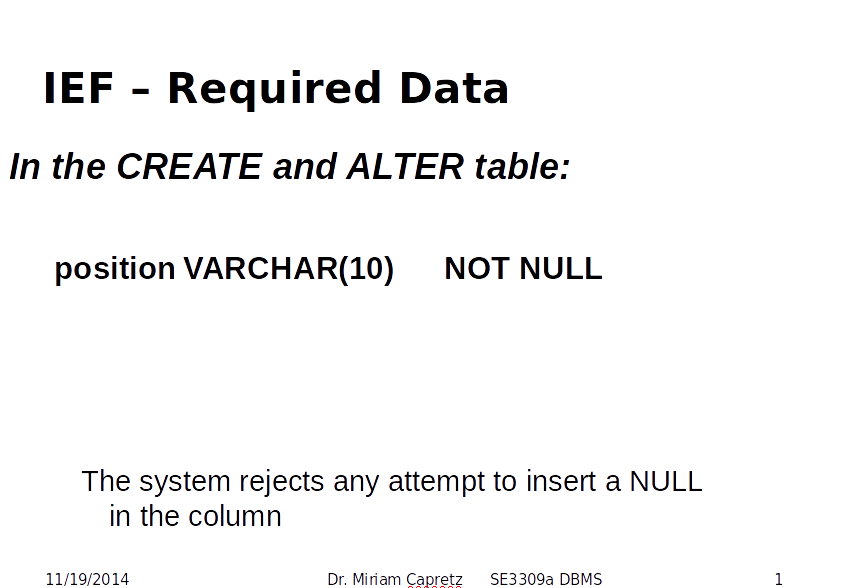 IEF – Required Data
In the CREATE and ALTER table:
position VARCHAR(10) NOT NULL
The system rejects any attempt to insert a NULL
in the column
11/19/2014 Dr. Miriam Capretz SE3309a DBMS 1